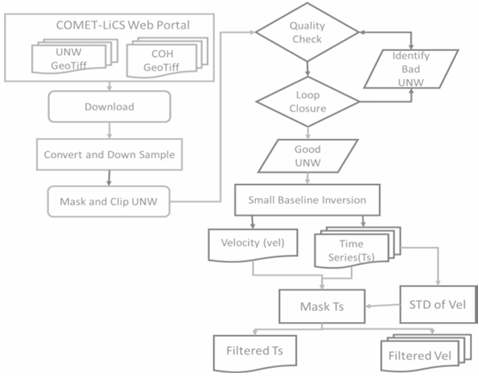 COMET-LiCS Web Portal
UNW
GeoTiff
COH
GeoTiff
Download
Convert and Down Sample
Mask and Clip UNW
Quality
Check
Identify
Bad
UNW
Loop
Closure
Good
UNW
Small Baseline Inversion
Velocity (vel)
Time
Series(Ts)
Mask Ts
STD of Vel
Filtered Ts
Filtered Vel